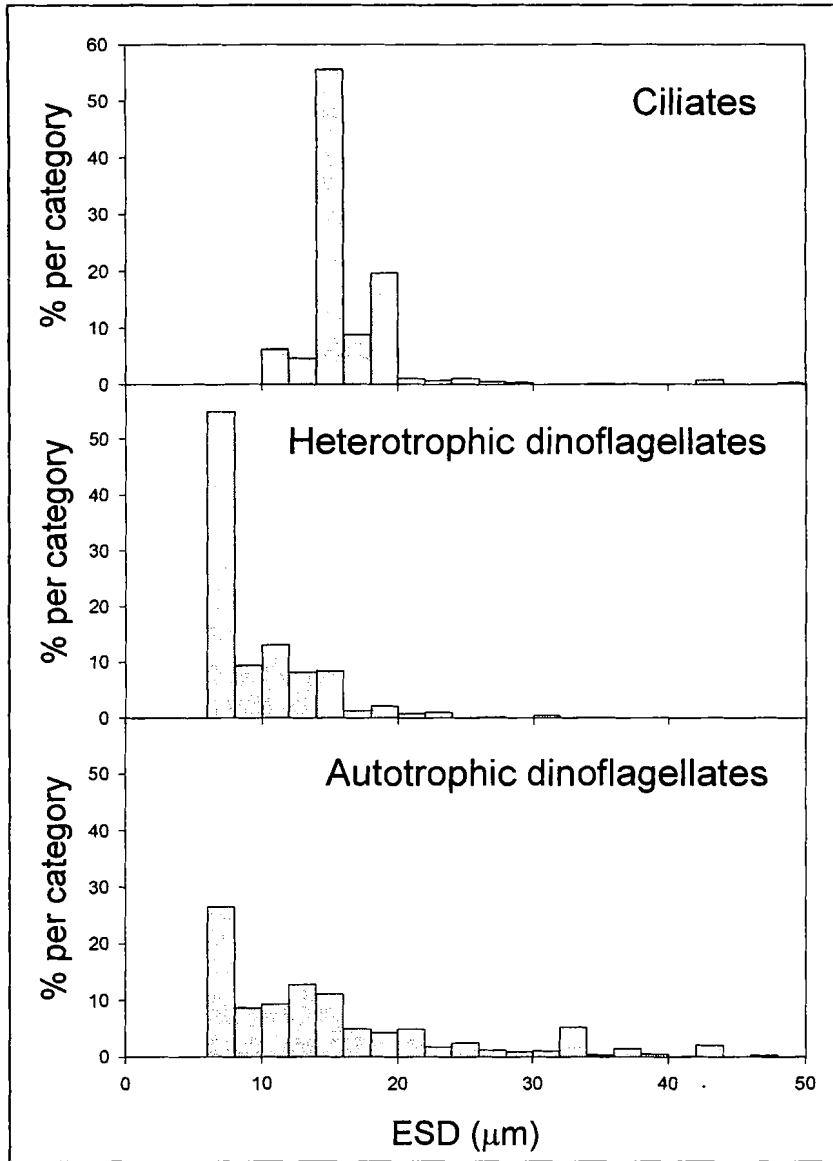 60
50
40
30
20
10
0
% per category
Ciliates
50
40
30
20
10
0
% per category
Heterotrophic dinoflagellates
50
40
30
20
10
0
% per category
Autotrophic dinoflagellates
0 10 20 30 40 50
ESD (μm)